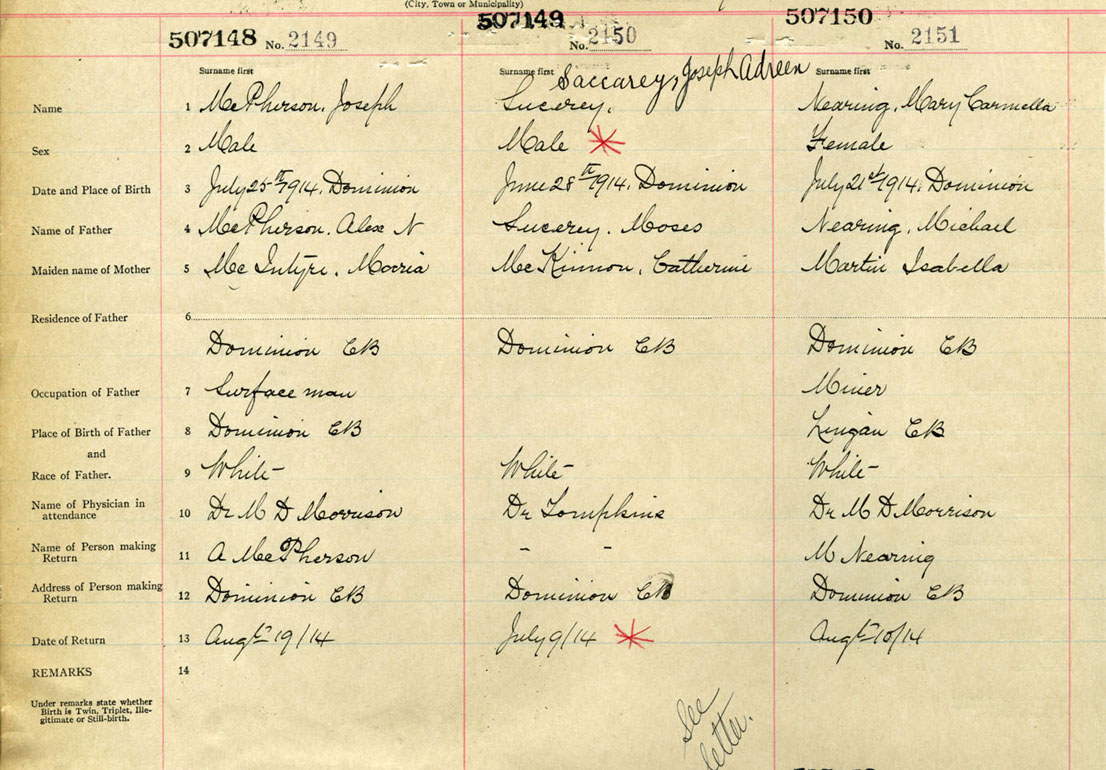 (City, Town or Municipality)
507148 No. 2149
507149 No. 2150
507150 No. 2151
Surname first
Surname first Saccarey, Joseph Adreen
Surname first
Name 1 McPherson, Joseph
Sucerey,
Nearing, Mary Carmella
Sex 2 Male
Male
Female
Date and Place of Birth 3 July 25th 1914, Dominion
June 28th 1914, Dominion
July 21st 1914, Dominion
Name of Father 4 McPherson, Alex N
Sucerey, Moses
Nearing, Michael
Maiden name of Mother 5 McIntyre, Morria
McKinnon, Catherine
Martin Isabella
Residence of Father 6
Dominion CB
Dominion CB
Dominion CB
Occupation of Father 7 Surface man
Miner
Place of Birth of Father 8 Dominion CB
Lingan CB
and
Race of Father. 9 White
White
White
Name of Physician in
attendance 10 Dr M D Morrison
Dr Tompkins
Dr M D Morrison
Name of Person making
Return 11 A McPherson
- -
M Nearing
Address of Person making
Return 12 Dominion CB
Dominion CB
Dominion CB
Date of Return 13 Augt 19/14
July 9/14
Augt 10/14
REMARKS 14
Under remarks state whether
Birth is Twin, Triplet, Ille-
gitimate or Still-birth.
See
letter.